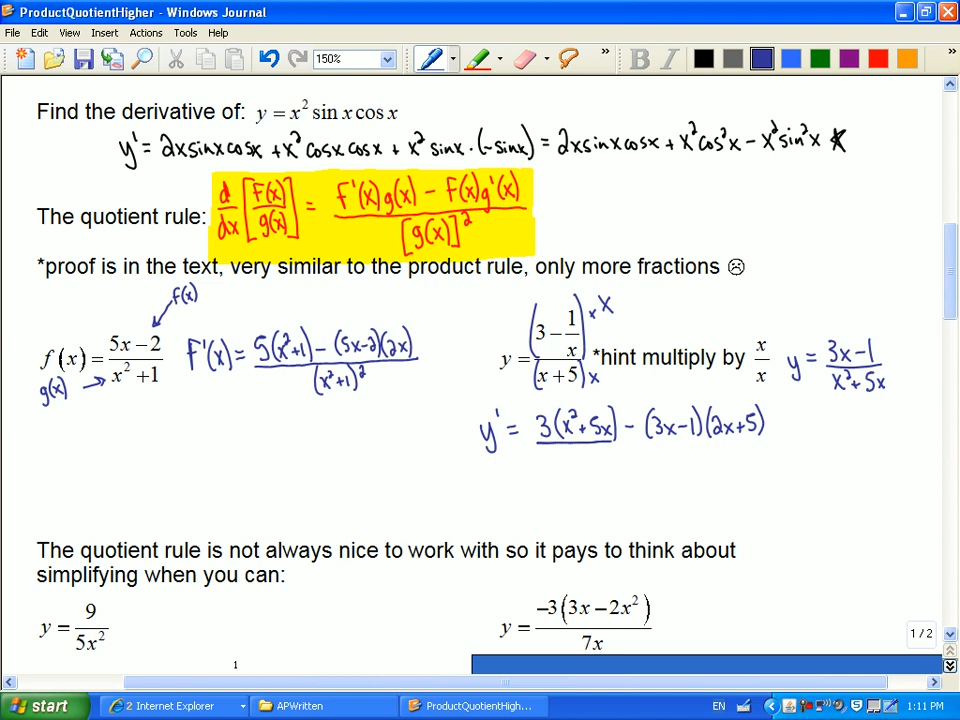 ProductQuotientHigher - Windows Journal
File Edit View Insert Actions Tools Help
150%
Find the derivative of: y = x² sin x cos x
y' = 2x sinx cosx + x² cosx cosx + x² sinx · (-sinx) = 2x sinx cosx + x² cos²x - x² sin²x
The quotient rule: d/dx [F(x)/g(x)] = F'(x)g(x) - F(x)g'(x) / [g(x)]²
*proof is in the text, very similar to the product rule, only more fractions ☹
f(x)
f(x) = 5x - 2 / x² + 1
g(x)
F'(x) = 5(x²+1) - (5x-2)(2x) / (x²+1)²
y = (3 - 1/x) × x / (x + 5) x *hint multiply by x/x
y = 3x - 1 / x² + 5x
y' = 3(x² + 5x) - (3x-1)(2x+5)
The quotient rule is not always nice to work with so it pays to think about
simplifying when you can:
y = 9 / 5x²
y = -3(3x - 2x²) / 7x
1 / 2
1
start 2 Internet Explorer APWritten ProductQuotientHigh... EN 1:11 PM